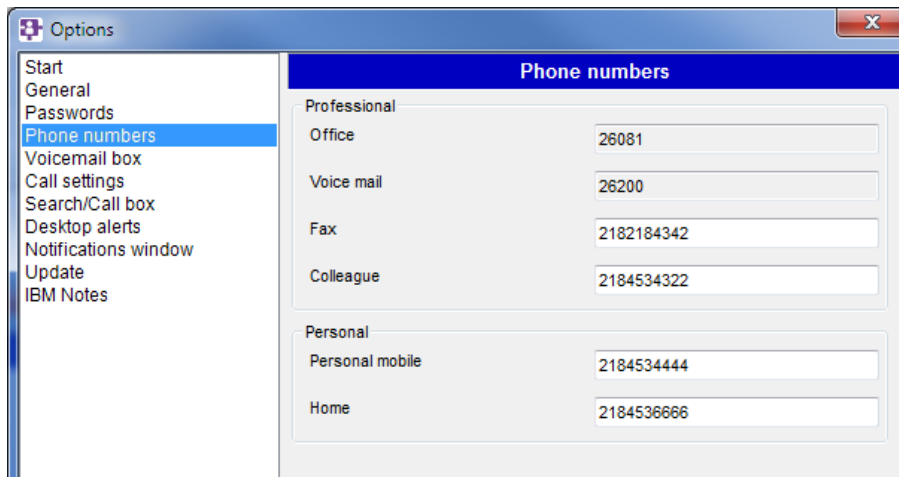 Options
Start
General
Passwords
Phone numbers
Voicemail box
Call settings
Search/Call box
Desktop alerts
Notifications window
Update
IBM Notes
Phone numbers
Professional
Office 26081
Voice mail 26200
Fax 2182184342
Colleague 2184534322
Personal
Personal mobile 2184534444
Home 2184536666